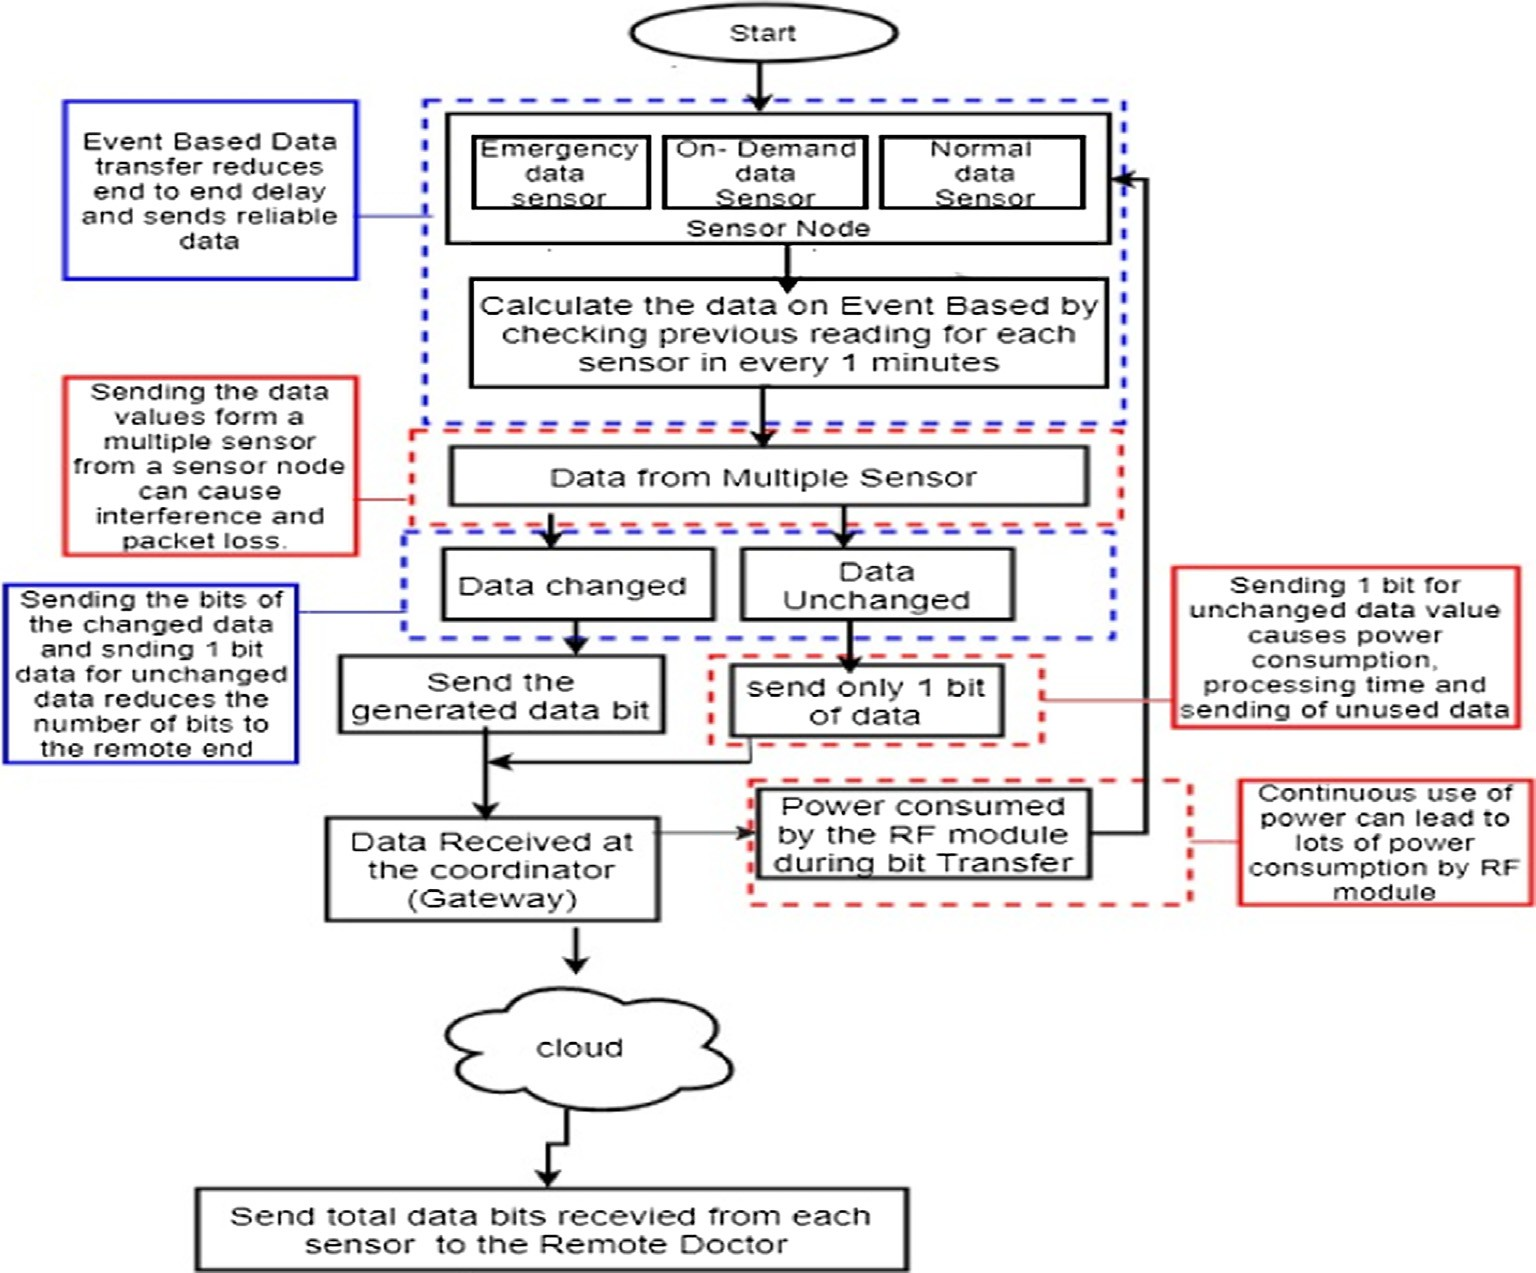 Start
Event Based Data
transfer reduces
end to end delay
and sends reliable
data
Emergency
data
sensor
On- Demand
data
Sensor
Normal
data
Sensor
Sensor Node
Calculate the data on Event Based by
checking previous reading for each
sensor in every 1 minutes
Sending the data
values form a
multiple sensor
from a sensor node
can cause
interference and
packet loss.
Data from Multiple Sensor
Data changed
Data
Unchanged
Sending the bits of
the changed data
and snding 1 bit
data for unchanged
data reduces the
number of bits to
the remote end
Sending 1 bit for
unchanged data value
causes power
consumption,
processing time and
sending of unused data
Send the
generated data bit
send only 1 bit
of data
Data Received at
the coordinator
(Gateway)
Power consumed
by the RF module
during bit Transfer
Continuous use of
power can lead to
lots of power
consumption by RF
module
cloud
Send total data bits recevied from each
sensor to the Remote Doctor